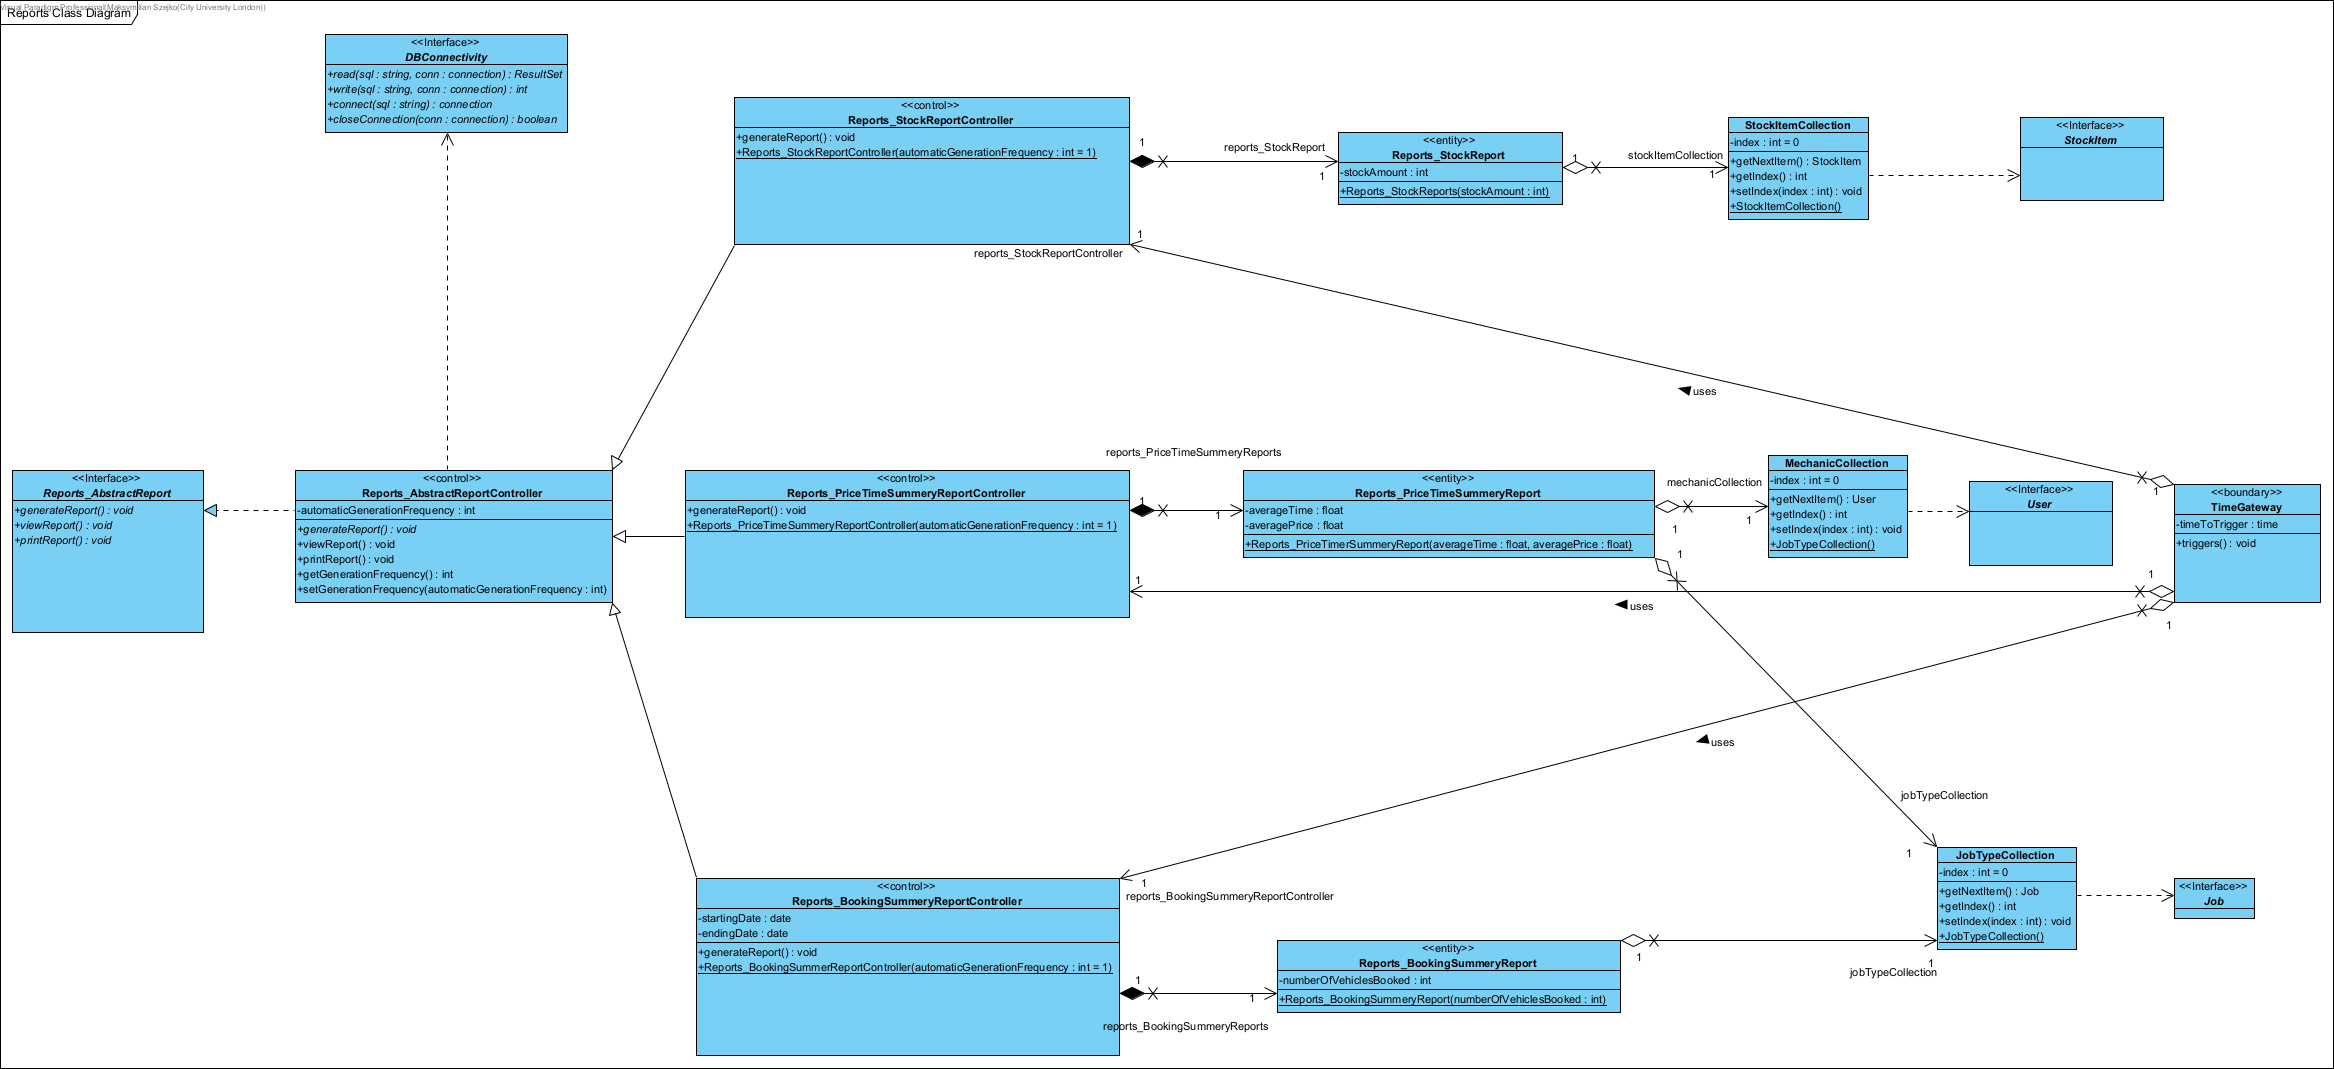 Visual Paradigm Professional(Maksymilian Szejko(City University London))
Reports Class Diagram
<<Interface>>
DBConnectivity
+read(sql : string, conn : connection) : ResultSet
+write(sql : string, conn : connection) : int
+connect(sql : string) : connection
+closeConnection(conn : connection) : boolean
<<control>>
Reports_StockReportController
+generateReport() : void
+Reports_StockReportController(automaticGenerationFrequency : int = 1)
1
reports_StockReport
1
<<entity>>
Reports_StockReport
-stockAmount : int
+Reports_StockReports(stockAmount : int)
1
stockItemCollection
1
StockItemCollection
-index : int = 0
+getNextItem() : StockItem
+getIndex() : int
+setIndex(index : int) : void
+StockItemCollection()
<<Interface>>
StockItem
1
reports_StockReportController
uses
<<Interface>>
Reports_AbstractReport
+generateReport() : void
+viewReport() : void
+printReport() : void
<<control>>
Reports_AbstractReportController
-automaticGenerationFrequency : int
+generateReport() : void
+viewReport() : void
+printReport() : void
+getGenerationFrequency() : int
+setGenerationFrequency(automaticGenerationFrequency : int)
<<control>>
Reports_PriceTimeSummeryReportController
+generateReport() : void
+Reports_PriceTimeSummeryReportController(automaticGenerationFrequency : int = 1)
reports_PriceTimeSummeryReports
1
1
<<entity>>
Reports_PriceTimeSummeryReport
-averageTime : float
-averagePrice : float
+Reports_PriceTimerSummeryReport(averageTime : float, averagePrice : float)
mechanicCollection
1
1
MechanicCollection
-index : int = 0
+getNextItem() : User
+getIndex() : int
+setIndex(index : int) : void
+JobTypeCollection()
<<Interface>>
User
1
<<boundary>>
TimeGateway
-timeToTrigger : time
+triggers() : void
1
1
1
uses
1
uses
jobTypeCollection
1
<<control>>
Reports_BookingSummeryReportController
-startingDate : date
-endingDate : date
+generateReport() : void
+Reports_BookingSummerReportController(automaticGenerationFrequency : int = 1)
1
reports_BookingSummeryReportController
1
1
reports_BookingSummeryReports
<<entity>>
Reports_BookingSummeryReport
-numberOfVehiclesBooked : int
+Reports_BookingSummeryReport(numberOfVehiclesBooked : int)
1
1
jobTypeCollection
JobTypeCollection
-index : int = 0
+getNextItem() : Job
+getIndex() : int
+setIndex(index : int) : void
+JobTypeCollection()
<<Interface>>
Job